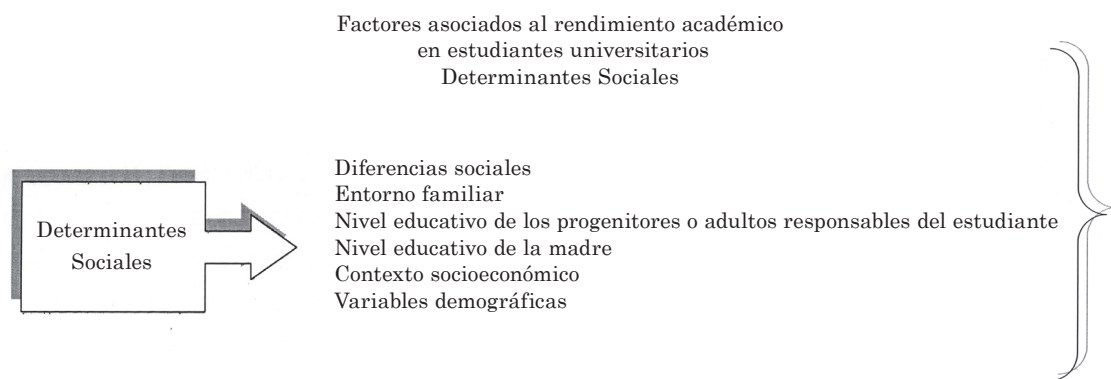 Factores asociados al rendimiento académico
en estudiantes universitarios
Determinantes Sociales
Determinantes
Sociales
Diferencias sociales
Entorno familiar
Nivel educativo de los progenitores o adultos responsables del estudiante
Nivel educativo de la madre
Contexto socioeconómico
Variables demográficas